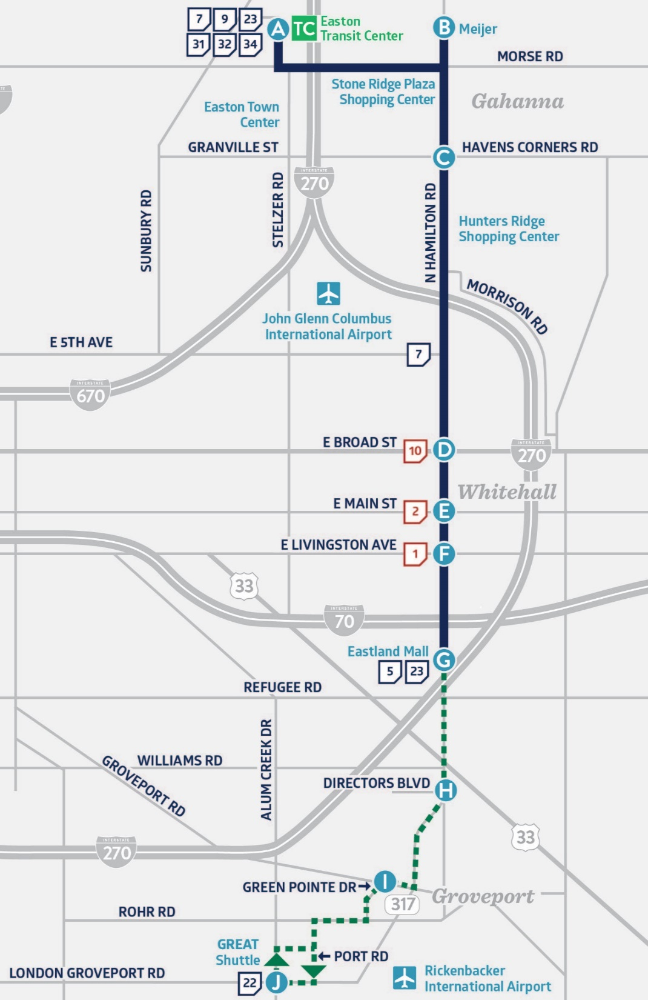 7 9 23
31 32 34
A TC Easton
Transit Center
B Meijer
MORSE RD
Stone Ridge Plaza
Shopping Center
Gahanna
Easton Town
Center
GRANVILLE ST
HAVENS CORNERS RD
C
INTERSTATE
270
SUNBURY RD
STELZER RD
N HAMILTON RD
Hunters Ridge
Shopping Center
MORRISON RD
John Glenn Columbus
International Airport
E 5TH AVE
7
INTERSTATE
670
E BROAD ST 10 D
INTERSTATE
270
Whitehall
E MAIN ST 2 E
E LIVINGSTON AVE 1 F
33
INTERSTATE
70
Eastland Mall G
5 23
REFUGEE RD
ALUM CREEK DR
WILLIAMS RD
GROVEPORT RD
DIRECTORS BLVD H
INTERSTATE
270
33
GREEN POINTE DR I
317
Groveport
ROHR RD
GREAT
Shuttle
PORT RD
LONDON GROVEPORT RD
22 J
Rickenbacker
International Airport